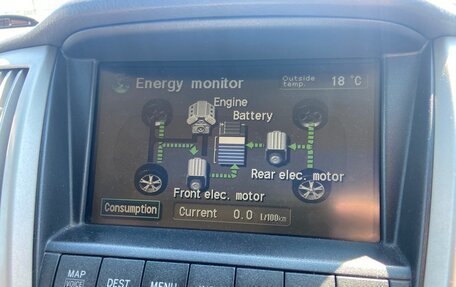 Energy monitor
Outside
temp. 18 °C
Engine
Battery
Rear elec. motor
Front elec. motor
Consumption
Current 0.0 L/100km
MAP
VOICE
DEST
MENU